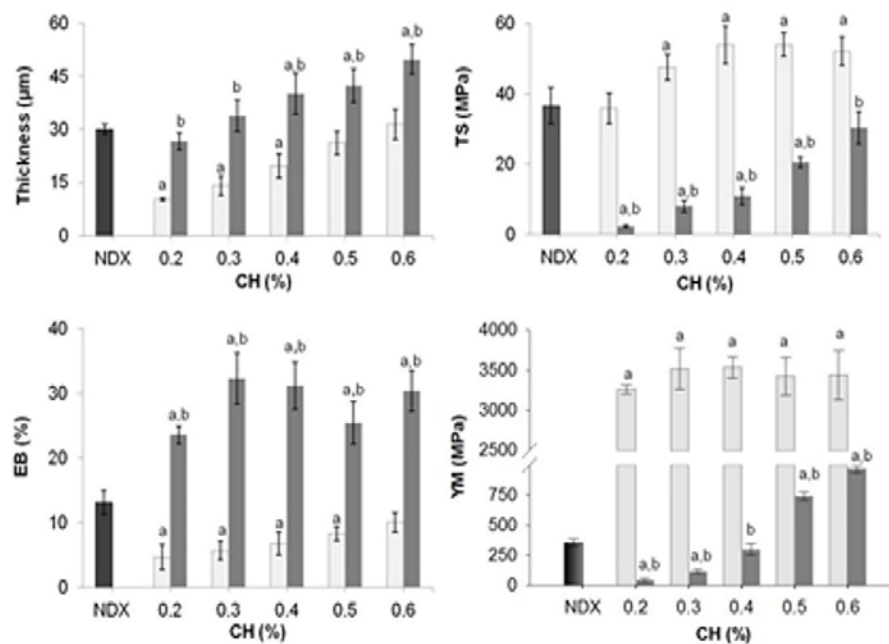 Thickness (µm)
60
45
30
15
0
a
b
a
b
a
a,b
a,b
a,b
NDX 0.2 0.3 0.4 0.5 0.6
CH (%)
TS (MPa)
60
40
20
0
a,b
a
a,b
a
a,b
a
a,b
a
b
NDX 0.2 0.3 0.4 0.5 0.6
CH (%)
EB (%)
40
30
20
10
0
a
a,b
a
a,b
a
a,b
a
a,b
a,b
NDX 0.2 0.3 0.4 0.5 0.6
CH (%)
YM (MPa)
4000
3500
3000
2500
750
500
250
0
a
a,b
a
a,b
a
b
a
a,b
a
a,b
NDX 0.2 0.3 0.4 0.5 0.6
CH (%)